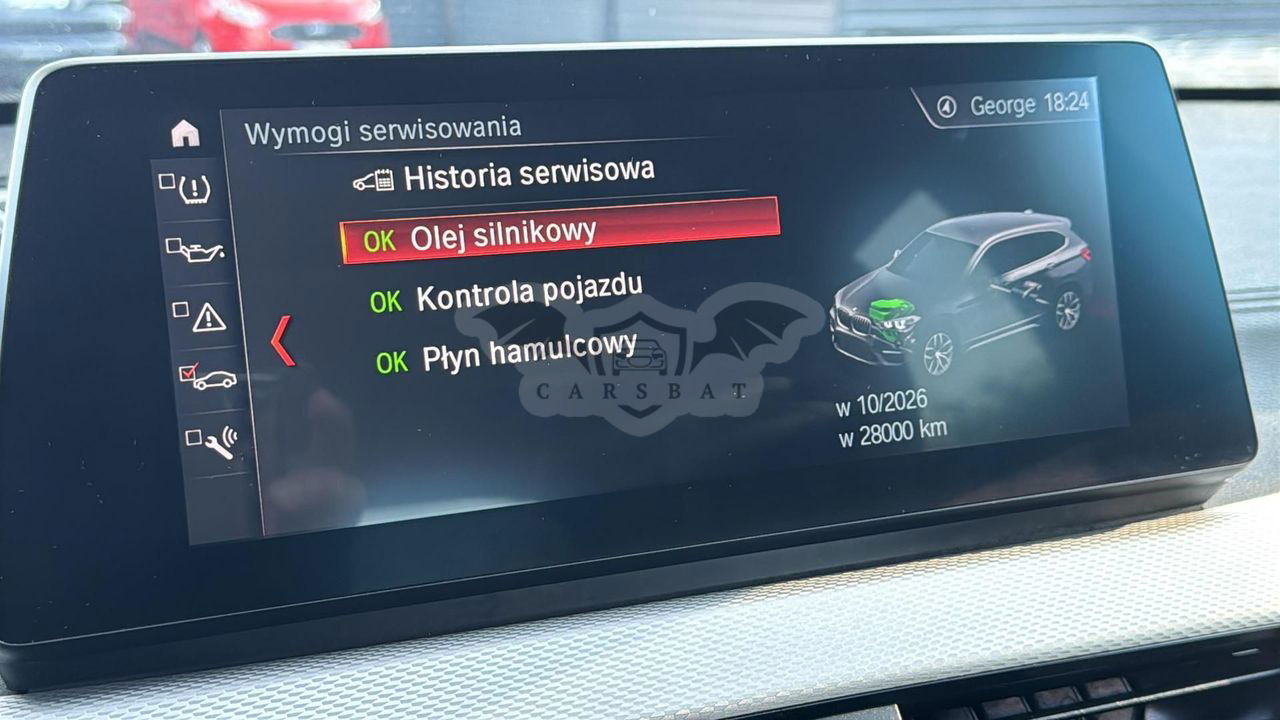 George 18:24
Wymogi serwisowania
Historia serwisowa
OK Olej silnikowy
OK Kontrola pojazdu
OK Płyn hamulcowy
CARSBAT
w 10/2026
w 28000 km